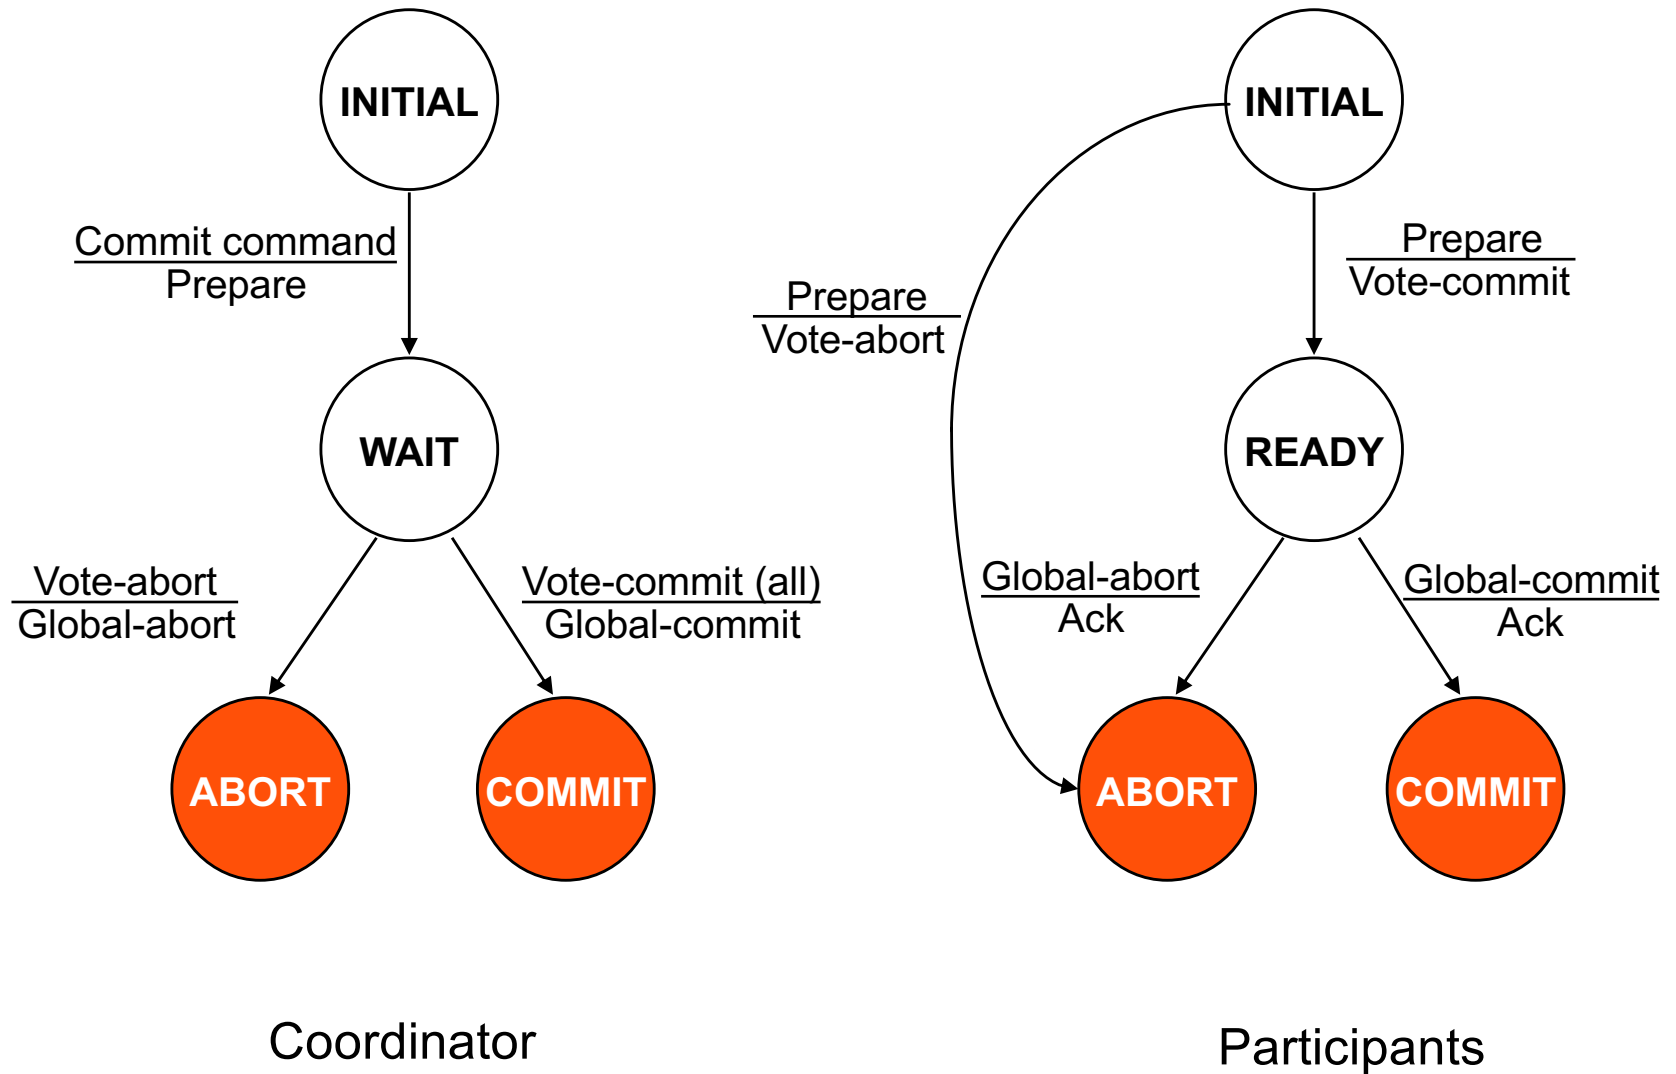 INITIAL
Commit command
Prepare
WAIT
Vote-abort
Global-abort
Vote-commit (all)
Global-commit
ABORT
COMMIT
Coordinator
INITIAL
Prepare
Vote-commit
Prepare
Vote-abort
READY
Global-abort
Ack
Global-commit
Ack
ABORT
COMMIT
Participants